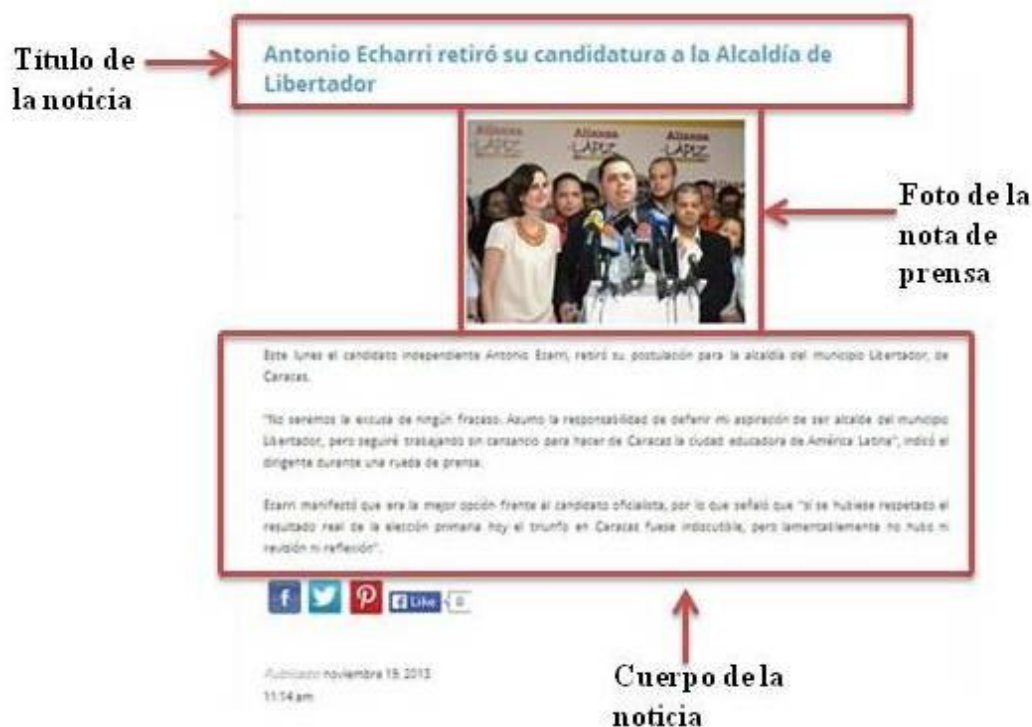 Título de
la noticia
Antonio Echarri retiró su candidatura a la Alcaldía de
Libertador
Alianza
LÁPIZ
Alianza
LÁPIZ
Alianza
LÁPIZ
Foto de la
nota de
prensa
Este lunes el candidato independiente Antonio Ecarri, retiró su postulación para la alcaldía del municipio Libertador, de
Caracas.
"No seremos la excusa de ningún fracaso. Asumo la responsabilidad de deferir mi aspiración de ser alcalde del municipio
Libertador, pero seguiré trabajando sin cansancio para hacer de Caracas la ciudad educadora de América Latina", indicó el
dirigente durante una rueda de prensa.
Ecarri manifestó que era la mejor opción frente al candidato oficialista, por lo que señaló que "si se hubiese respetado el
resultado real de la elección primaria hoy el triunfo en Caracas fuese indiscutible, pero lamentablemente no hubo ni
revisión ni reflexión".
f
Like 0
Publicado: noviembre 19, 2013
11:14 am
Cuerpo de la
noticia